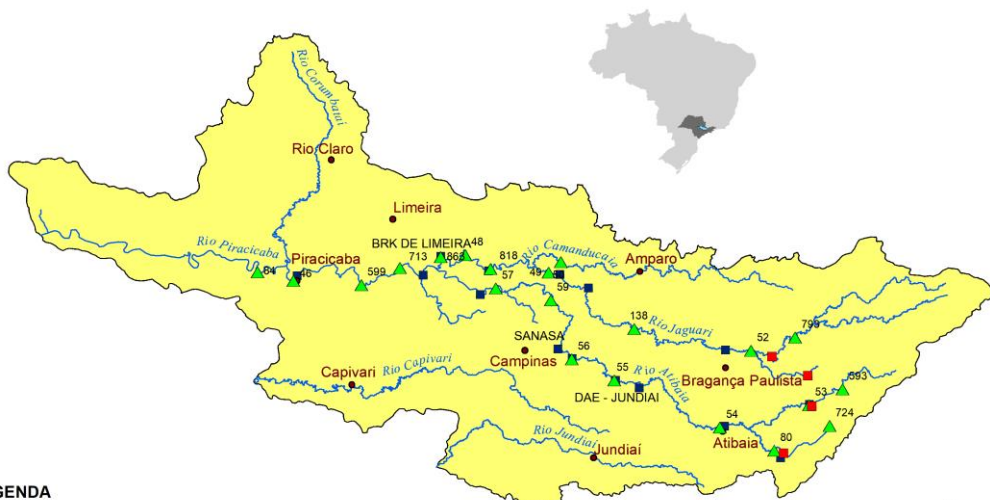 Rio Corumbataí
Rio Claro
Limeira
Rio Piracicaba
Piracicaba
BRK DE LIMEIRA
48
713
818
Rio Camanducaia
Amparo
84
46
599
57
49
59
138
Rio Jaguari
52
799
SANASA
56
Campinas
55
Rio Atibaia
DAE - JUNDIAI
Bragança Paulista
593
53
Rio Capivari
Capivari
54
724
Atibaia
80
Rio Jundiaí
Jundiaí
GENDA